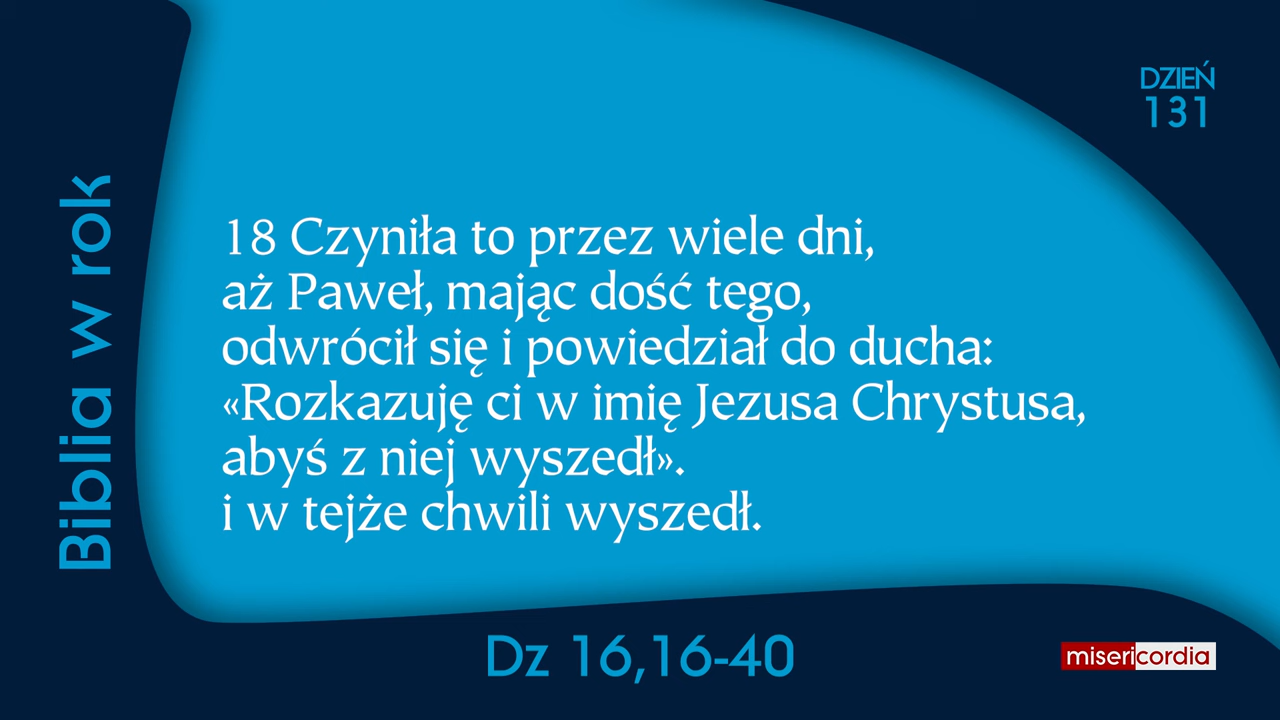 DZIEŃ
131
Biblia w rok
18 Czyniła to przez wiele dni,
aż Paweł, mając dość tego,
odwrócił się i powiedział do ducha:
«Rozkazuję ci w imię Jezusa Chrystusa,
abyś z niej wyszedł».
i w tejże chwili wyszedł.
Dz 16,16-40
misericordia